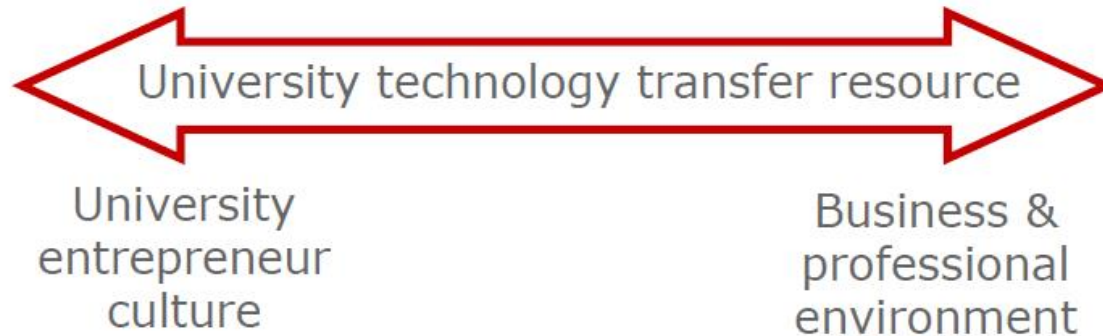 University technology transfer resource
University
entrepreneur
culture
Business &
professional
environment